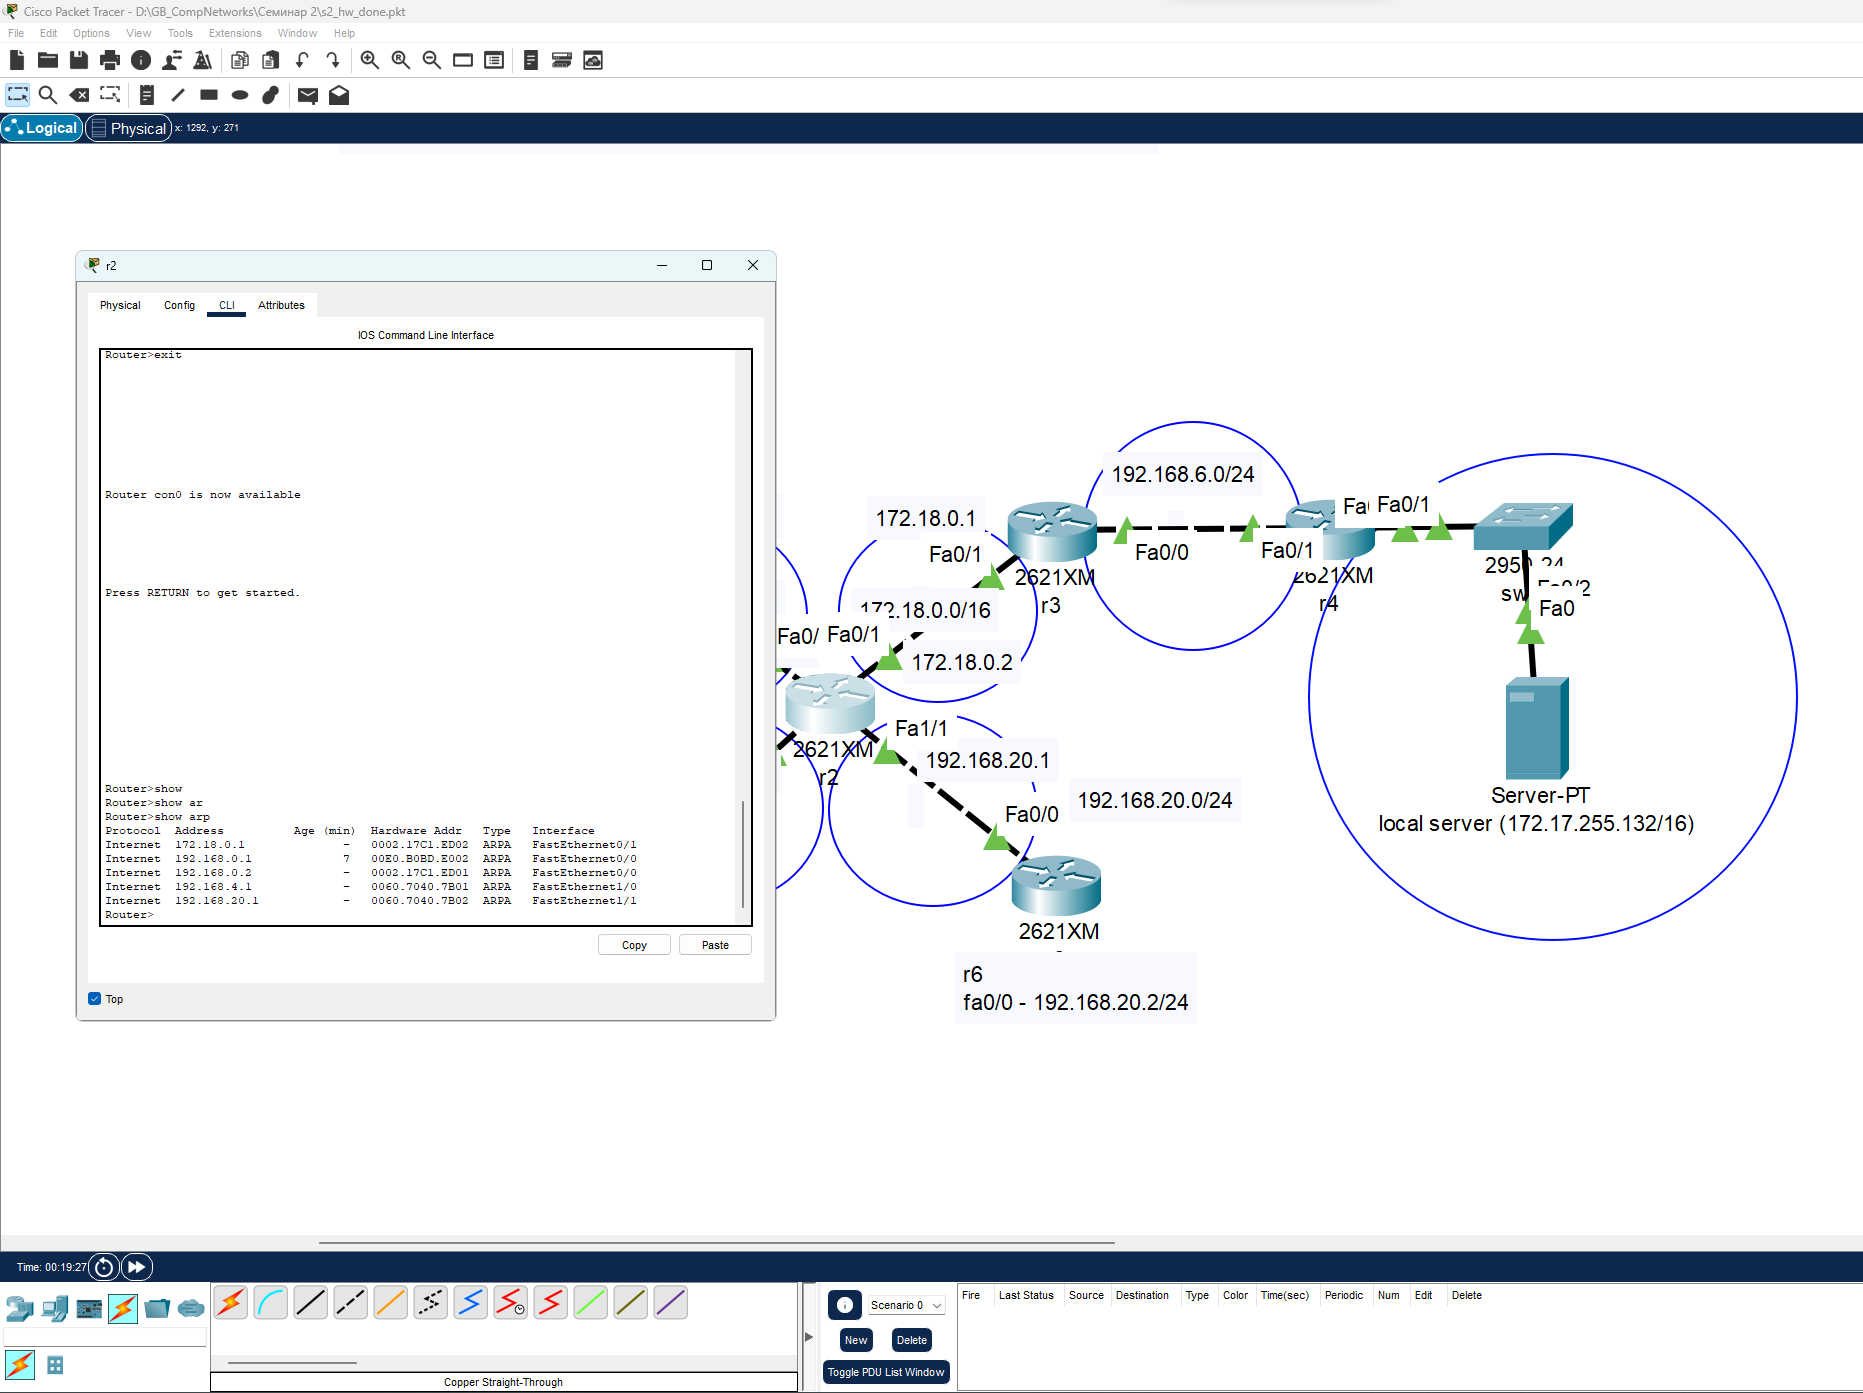 Cisco Packet Tracer - D:\GB_CompNetworks\Семинар 2\s2_hw_done.pkt
File Edit Options View Tools Extensions Window Help
Logical Physical x: 1292, y: 271
r2
Physical Config CLI Attributes
IOS Command Line Interface
Router>exit
Router con0 is now available
Press RETURN to get started.
Router>show
Router>show ar
Router>show arp
Protocol Address Age (min) Hardware Addr Type Interface
Internet 172.18.0.1 - 0002.17C1.ED02 ARPA FastEthernet0/1
Internet 192.168.0.1 7 00E0.B0BD.E002 ARPA FastEthernet0/0
Internet 192.168.0.2 - 0002.17C1.ED01 ARPA FastEthernet0/0
Internet 192.168.4.1 - 0060.7040.7B01 ARPA FastEthernet1/0
Internet 192.168.20.1 - 0060.7040.7B02 ARPA FastEthernet1/1
Router>
Copy Paste
Top
192.168.6.0/24
172.18.0.1
Fa0/1
2621XM
r3
Fa0/0
Fa0/1
2621XM
r4
Fa0/1
2950-24
sw
Fa0/2
Fa0
172.18.0.0/16
Fa0/ Fa0/1
172.18.0.2
2621XM
r2
Fa1/1
192.168.20.1
192.168.20.0/24
Fa0/0
2621XM
r6
fa0/0 - 192.168.20.2/24
Server-PT
local server (172.17.255.132/16)
Time: 00:19:27
Copper Straight-Through
Scenario 0
New Delete
Toggle PDU List Window
Fire Last Status Source Destination Type Color Time(sec) Periodic Num Edit Delete